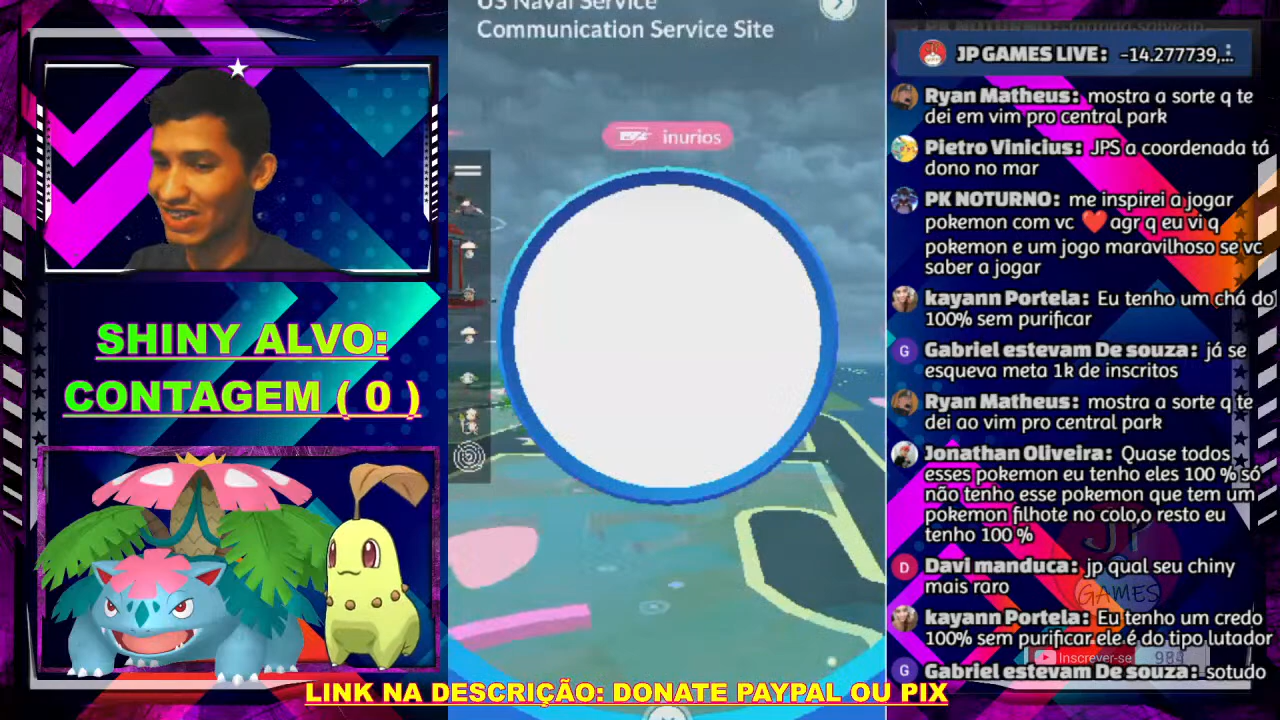 US Naval Service
Communication Service Site
inurios
SHINY ALVO:
CONTAGEM ( 0 )
JP GAMES LIVE: -14.277739,...
Ryan Matheus: mostra a sorte q te
dei em vim pro central park
Pietro Vinicius: JPS a coordenada tá
dono no mar
PK NOTURNO: me inspirei a jogar
pokemon com vc ❤️ agr q eu vi q
pokemon e um jogo maravilhoso se vc
saber a jogar
kayann Portela: Eu tenho um chá do
100% sem purificar
G
Gabriel estevam De souza: já se
esqueva meta 1k de inscritos
Ryan Matheus: mostra a sorte q te
dei ao vim pro central park
Jonathan Oliveira: Quase todos
esses pokemon eu tenho eles 100 % só
não tenho esse pokemon que tem um
pokemon filhote no colo,o resto eu
tenho 100 %
D
Davi manduca: jp qual seu chiny
mais raro
JP
GAMES
kayann Portela: Eu tenho um credo
100% sem purificar ele é do tipo lutador
Inscrever-se
G
Gabriel estevam De souza: sotudo
LINK NA DESCRIÇÃO: DONATE PAYPAL OU PIX